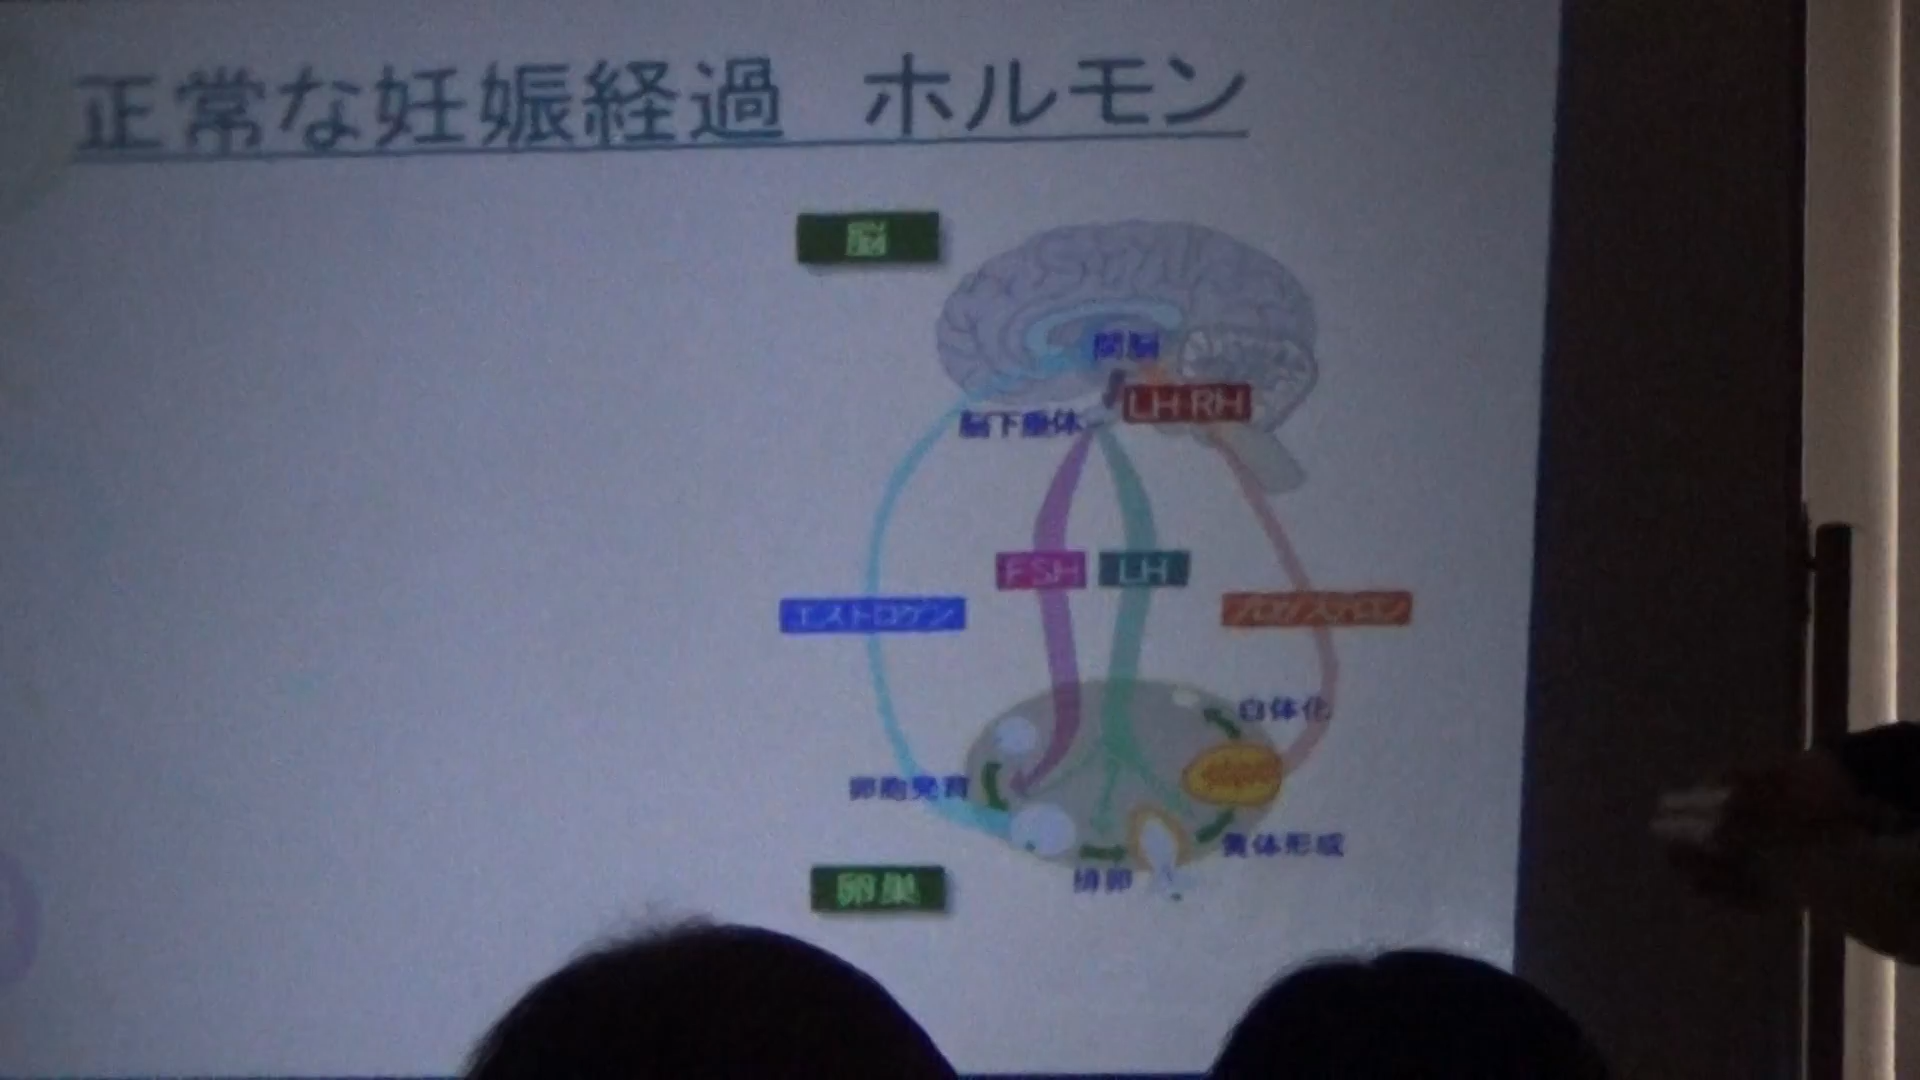 正常な妊娠経過 ホルモン
脳
間脳
LH-RH
脳下垂体
FSH
LH
エストロゲン
プロゲステロン
白体化
卵胞発育
黄体形成
排卵
卵巣